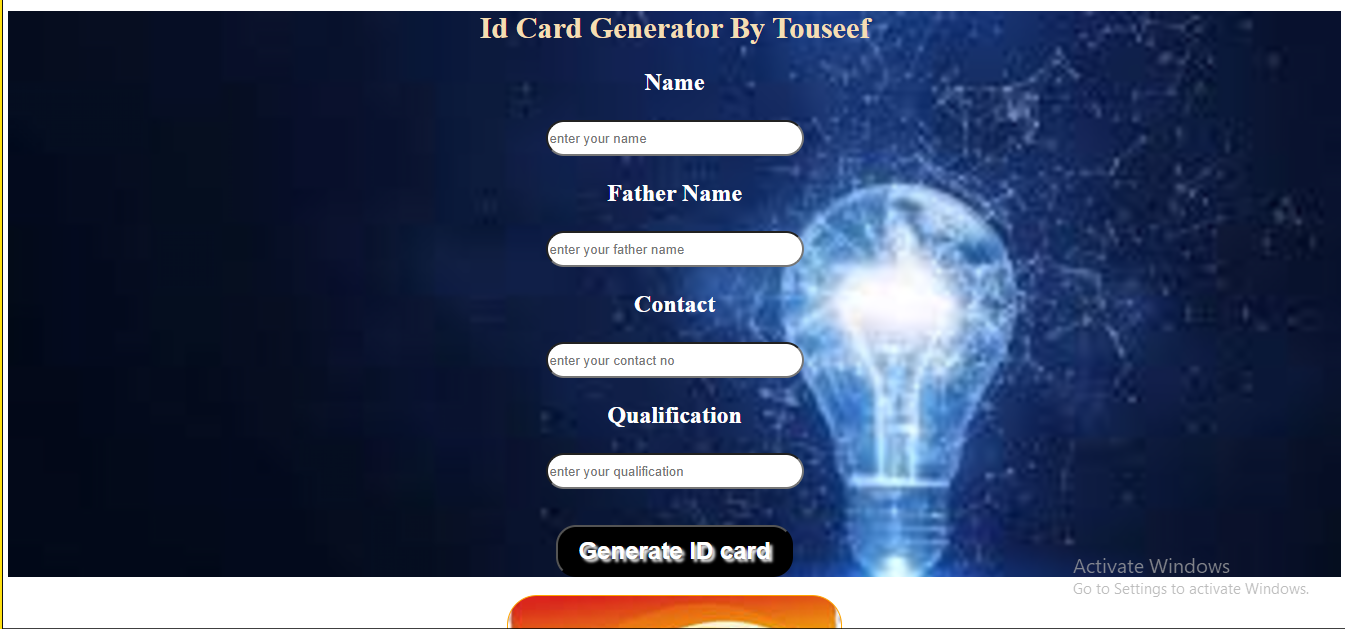 Id Card Generator By Touseef
Name
enter your name
Father Name
enter your father name
Contact
enter your contact no
Qualification
enter your qualification
Generate ID card
Activate Windows
Go to Settings to activate Windows.